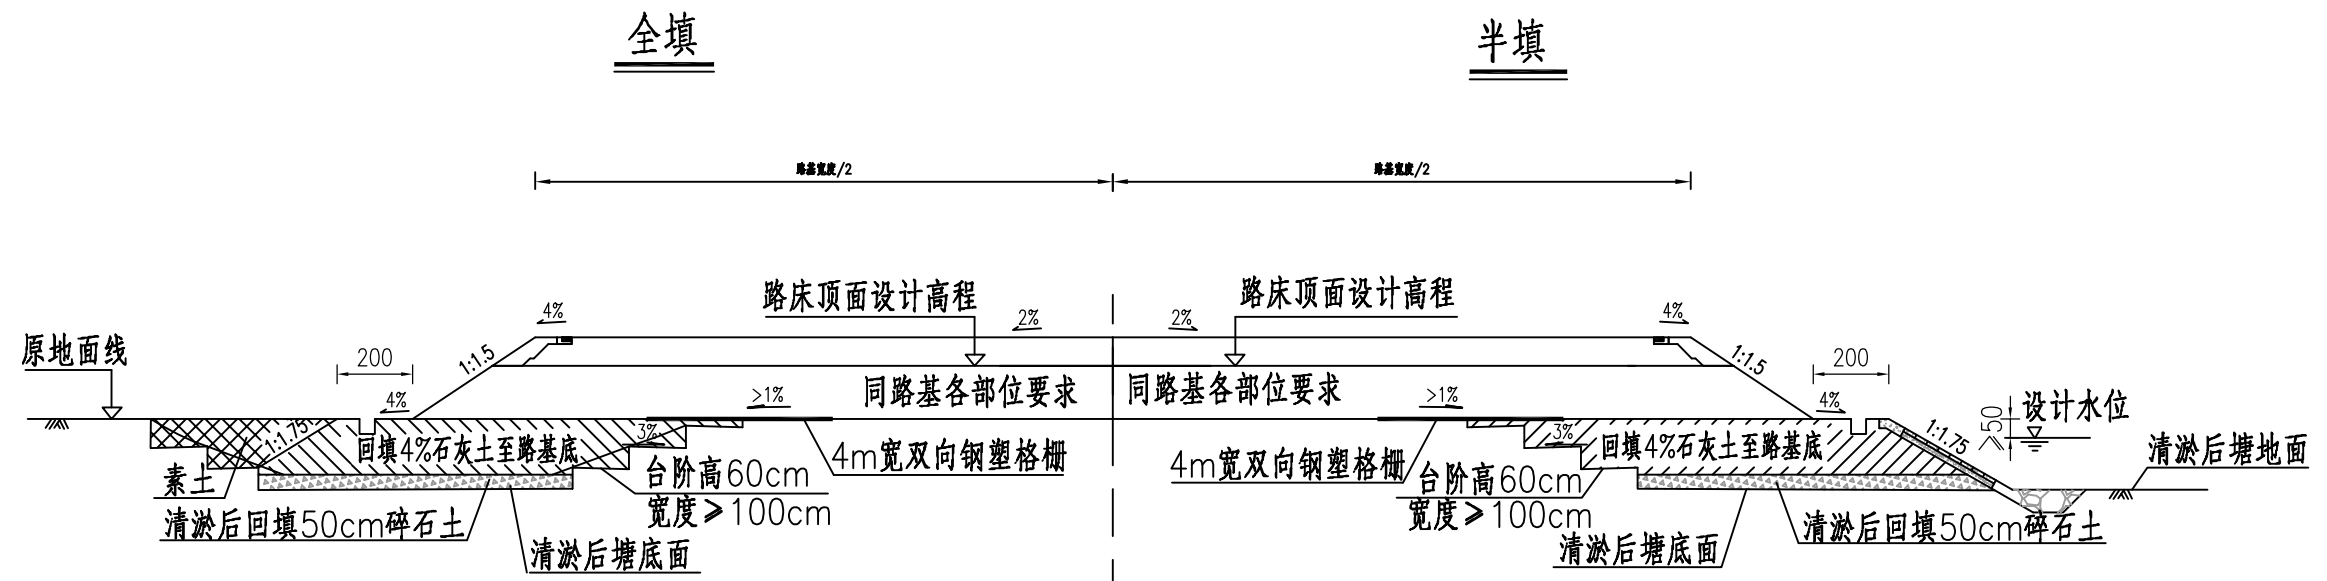 全填
半填
路基宽度/2
路基宽度/2
路床顶面设计高程
路床顶面设计高程
4%
2%
2%
4%
原地面线
200
1:1.5
1:1.5
200
4%
>1%
同路基各部位要求
同路基各部位要求
>1%
4%
≥50
设计水位
1:1.75
回填4%石灰土至路基底
3%
4m宽双向钢塑格栅
4m宽双向钢塑格栅
3%
回填4%石灰土至路基底
1:1.75
清淤后塘地面
素土
台阶高60cm
宽度≥100cm
台阶高60cm
宽度≥100cm
清淤后回填50cm碎石土
清淤后塘底面
清淤后塘底面
清淤后回填50cm碎石土